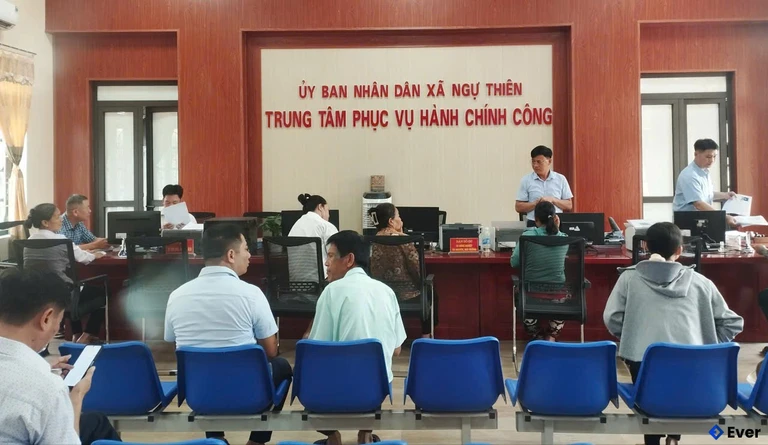 ỦY BAN NHÂN DÂN XÃ NGỰ THIÊN
TRUNG TÂM PHỤC VỤ HÀNH CHÍNH CÔNG
Ever